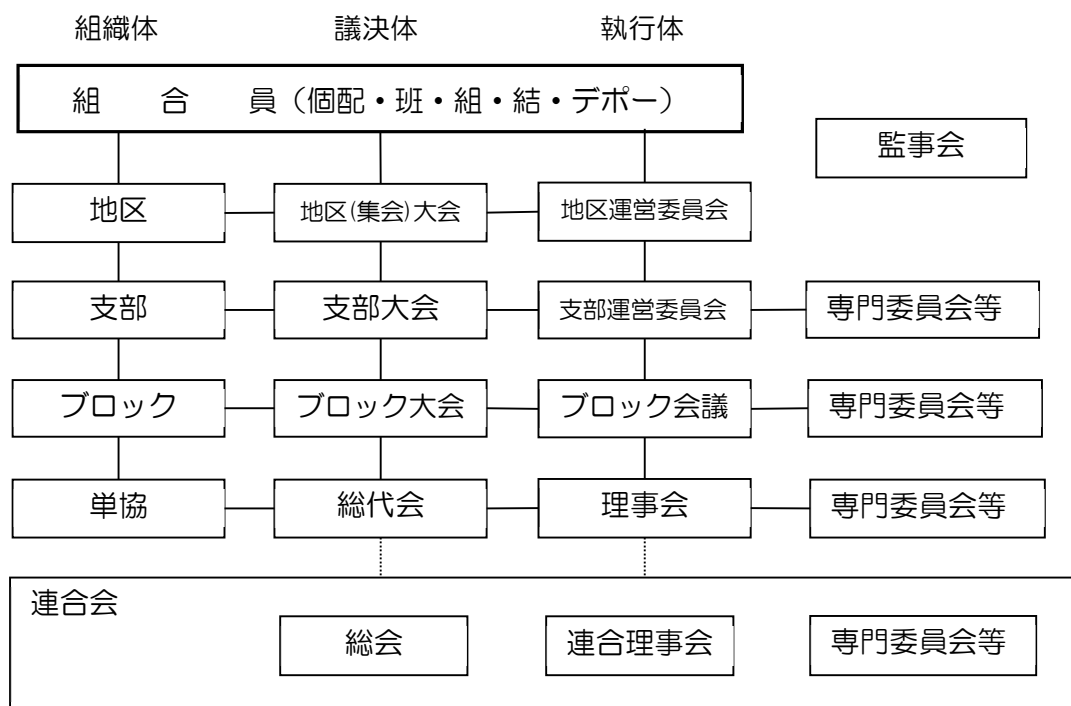 組織体 議決体 執行体
組 合 員（個配・班・組・結・デポー）
監事会
地区 地区(集会)大会 地区運営委員会
支部 支部大会 支部運営委員会 専門委員会等
ブロック ブロック大会 ブロック会議 専門委員会等
単協 総代会 理事会 専門委員会等
連合会
総会 連合理事会 専門委員会等